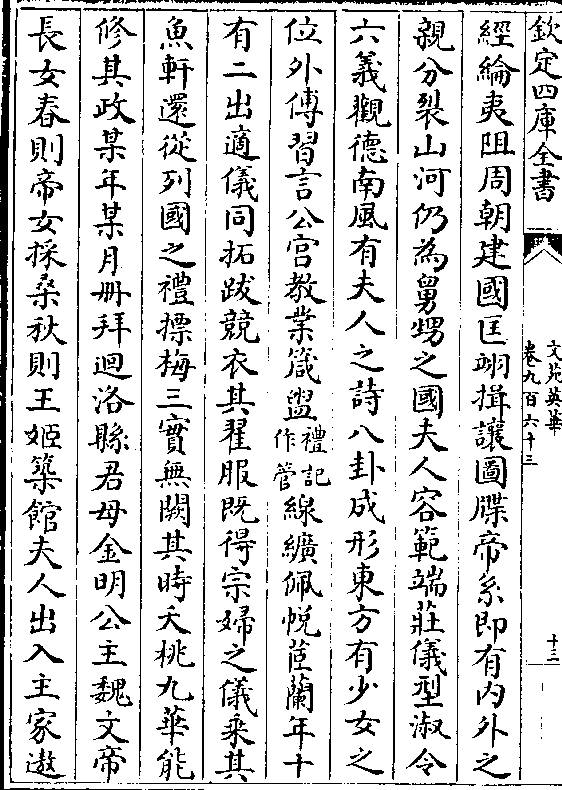 欽定四庫全書
文苑英華
卷九百六十三
十三
經綸夷阻周朝建國匡翊揖讓圖牒帝系即有内外之
親分裂山河仍為舅甥之國夫人容範端莊儀型淑令
六義觀德南風有夫人之詩八卦成形東方有少女之
位外傅習言公宫教業箴盥禮記作管線纊佩帨茝蘭年十
有二出適儀同拓跋競衣其翟服既得宗婦之儀乘其
魚軒還從列國之禮摽梅三實無闕其時夭桃九華能
修其政某年某月册拜廻洛縣君母金明公主魏文帝
長女春則帝女採桑秋則王姬築館夫人出入主家遨